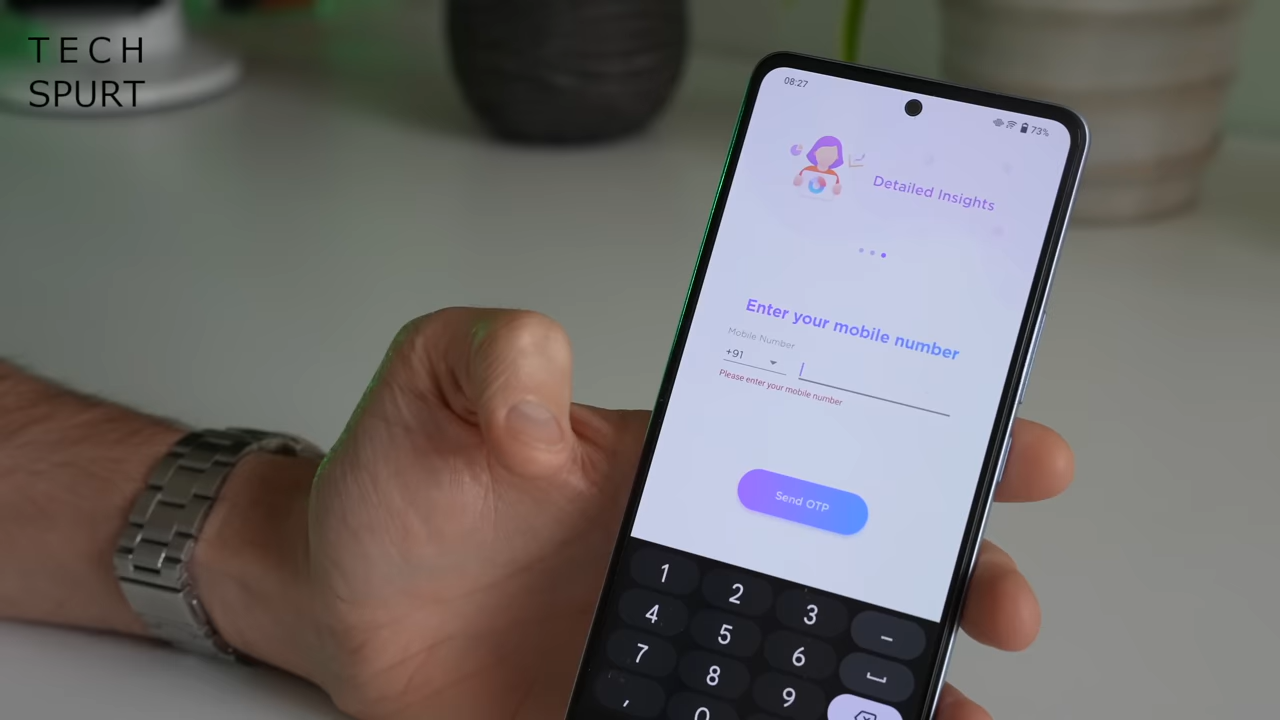 TECH
SPURT
08:27
73%
Detailed Insights
Enter your mobile number
Mobile Number
+91
Please enter your mobile number
Send OTP
1 2 3 -
4 5 6
7 8 9
, 0